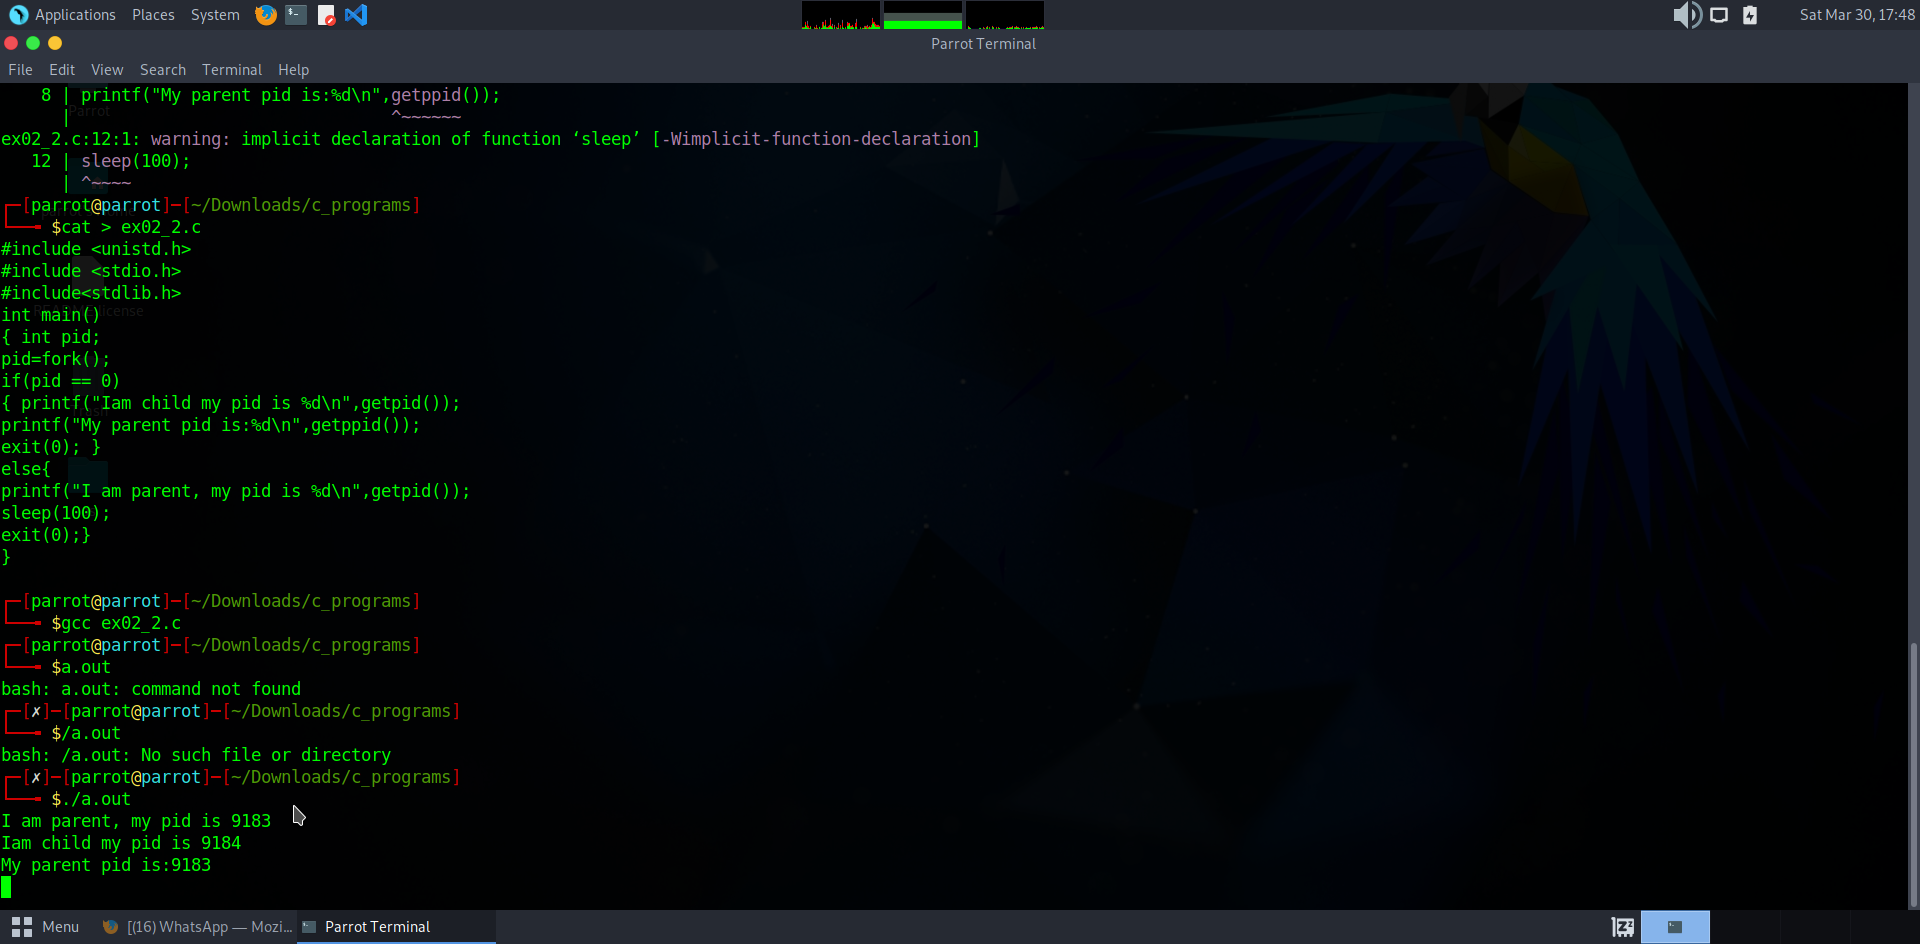 Applications Places System
Sat Mar 30, 17:48
Parrot Terminal
File Edit View Search Terminal Help
8 | printf("My parent pid is:%d\n",getppid());
| ^~~~~~~
ex02_2.c:12:1: warning: implicit declaration of function ‘sleep’ [-Wimplicit-function-declaration]
12 | sleep(100);
| ^~~~~
┌─[parrot@parrot]─[~/Downloads/c_programs]
└──╼ $cat > ex02_2.c
#include <unistd.h>
#include <stdio.h>
#include<stdlib.h>
int main()
{ int pid;
pid=fork();
if(pid == 0)
{ printf("Iam child my pid is %d\n",getpid());
printf("My parent pid is:%d\n",getppid());
exit(0); }
else{
printf("I am parent, my pid is %d\n",getpid());
sleep(100);
exit(0);}
}
┌─[parrot@parrot]─[~/Downloads/c_programs]
└──╼ $gcc ex02_2.c
┌─[parrot@parrot]─[~/Downloads/c_programs]
└──╼ $a.out
bash: a.out: command not found
┌─[✗]─[parrot@parrot]─[~/Downloads/c_programs]
└──╼ $/a.out
bash: /a.out: No such file or directory
┌─[✗]─[parrot@parrot]─[~/Downloads/c_programs]
└──╼ $./a.out
I am parent, my pid is 9183
Iam child my pid is 9184
My parent pid is:9183
Menu [(16) WhatsApp — Mozi... Parrot Terminal